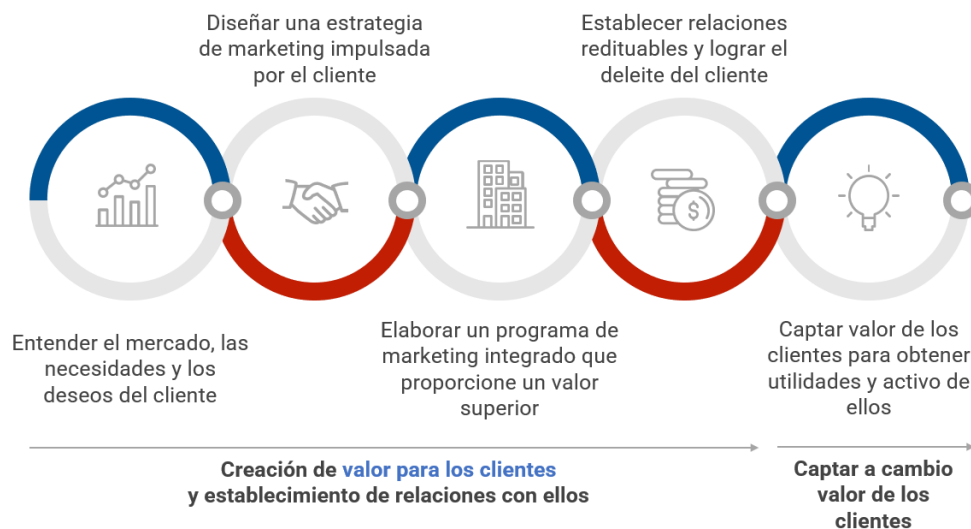 Diseñar una estrategia
de marketing impulsada
por el cliente
Establecer relaciones
redituables y lograr el
deleite del cliente
$
Entender el mercado, las
necesidades y los
deseos del cliente
Elaborar un programa de
marketing integrado que
proporcione un valor
superior
Captar valor de los
clientes para obtener
utilidades y activo de
ellos
Creación de valor para los clientes
y establecimiento de relaciones con ellos
Captar a cambio
valor de los
clientes